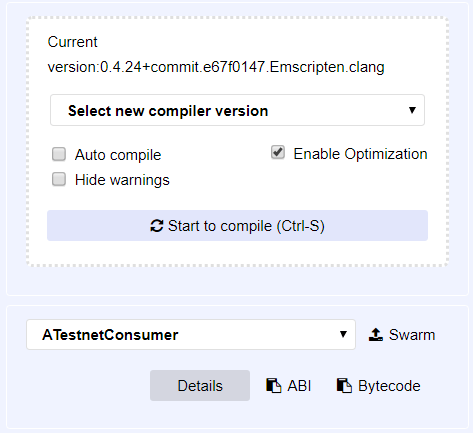 Current
version:0.4.24+commit.e67f0147.Emscripten.clang
Select new compiler version
Auto compile
Enable Optimization
Hide warnings
Start to compile (Ctrl-S)
ATestnetConsumer
Swarm
Details
ABI
Bytecode